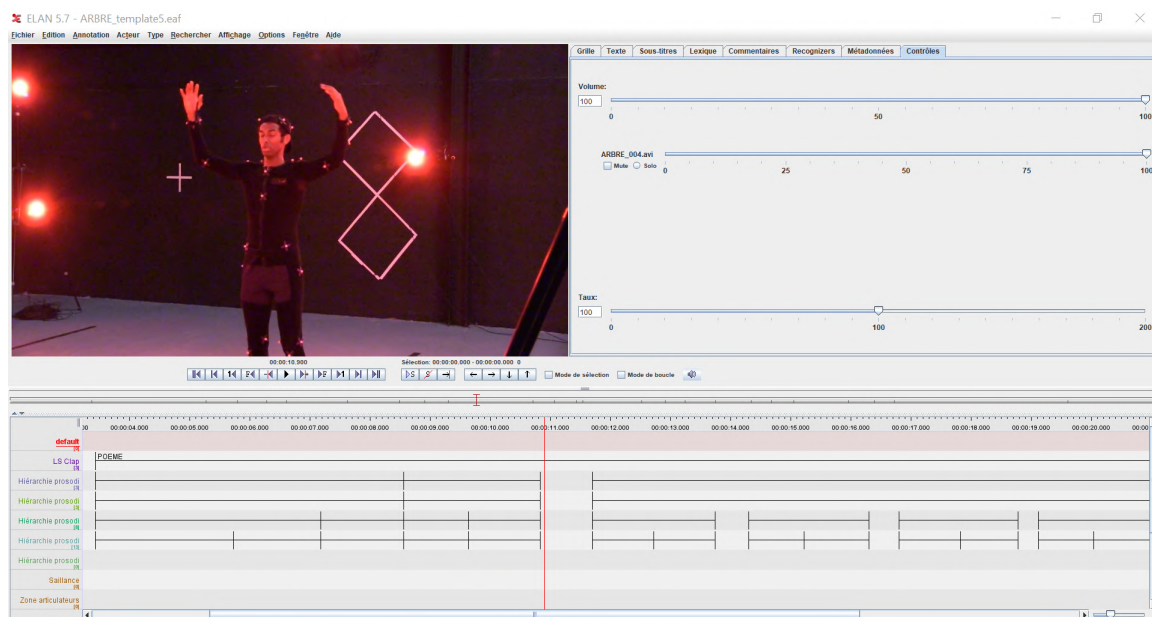 ELAN 5.7 - ARBRE_template5.eaf
Fichier Edition Annotation Acteur Type Rechercher Affichage Options Fenêtre Aide
Grille Texte Sous-titres Lexique Commentaires Recognizers Métadonnées Contrôles
Volume:
100
0 50 100
ARBRE_004.avi
Mute Solo
0 25 50 75 100
Taux:
100
0 100 200
00:00:10.900 Sélection: 00:00:00.000 - 00:00:00.000 0
Mode de sélection Mode de boucle
00:00:04.000 00:00:05.000 00:00:06.000 00:00:07.000 00:00:08.000 00:00:09.000 00:00:10.000 00:00:11.000 00:00:12.000 00:00:13.000 00:00:14.000 00:00:15.000 00:00:16.000 00:00:17.000 00:00:18.000 00:00:19.000 00:00:20.000
default
LS Clap POEME
Hiérarchie prosodi
Hiérarchie prosodi
Hiérarchie prosodi
Hiérarchie prosodi
Hiérarchie prosodi
Saillance
Zone articulateurs